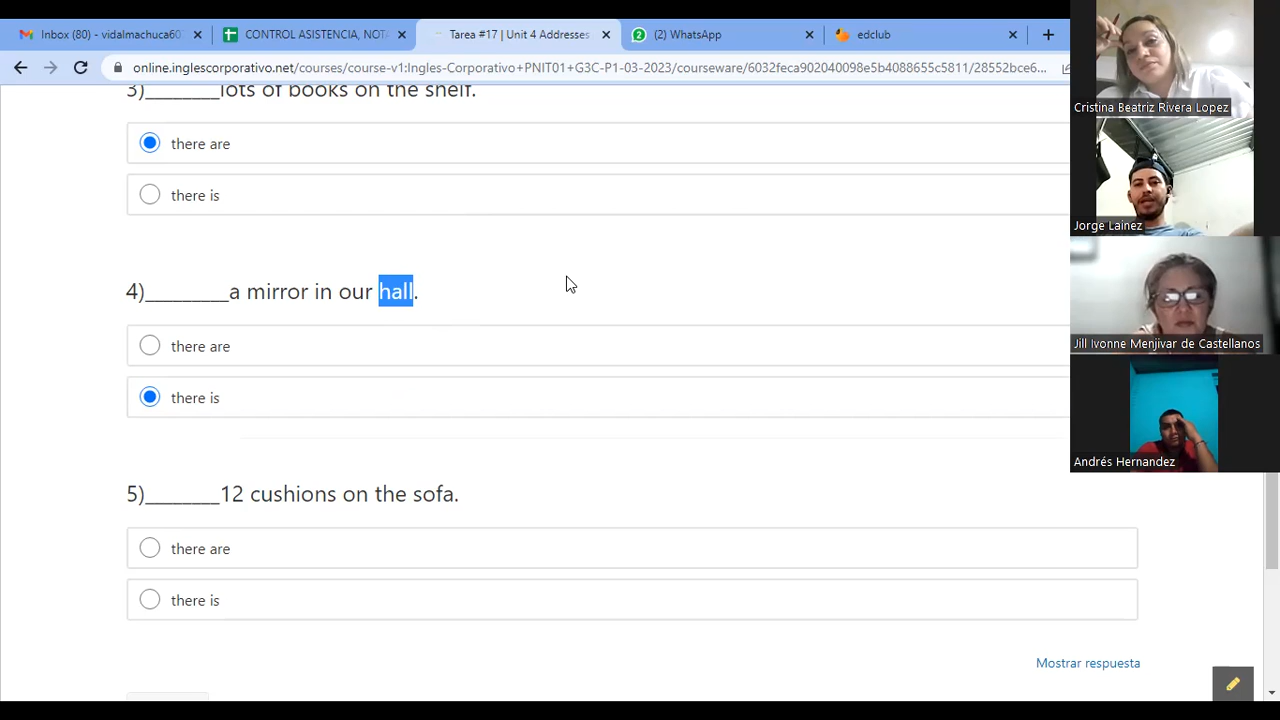 Inbox (80) - vidalmachuca60
CONTROL ASISTENCIA, NOTA
Tarea #17 | Unit 4 Addresses
(2) WhatsApp
edclub
online.inglescorporativo.net/courses/course-v1:Ingles-Corporativo+PNIT01+G3C-P1-03-2023/courseware/6032feca902040098e5b4088655c5811/28552bce6...
3)________lots of books on the shelf.
there are
there is
4)_________a mirror in our hall.
there are
there is
5)________12 cushions on the sofa.
there are
there is
Mostrar respuesta
Cristina Beatriz Rivera Lopez
Jorge Lainez
Jill Ivonne Menjivar de Castellanos
Andrés Hernandez